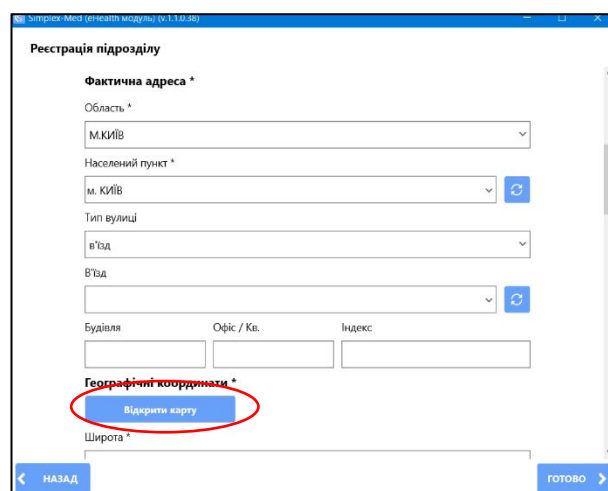 Simplex-Med (eHealth модуль) (v.1.1.0.38)
Реєстрація підрозділу
Фактична адреса *
Область *
М.КИЇВ
Населений пункт *
м. КИЇВ
Тип вулиці
в'їзд
В'їзд
Будівля Офіс / Кв. Індекс
Географічні координати *
Відкрити карту
Широта *
НАЗАД ГОТОВО